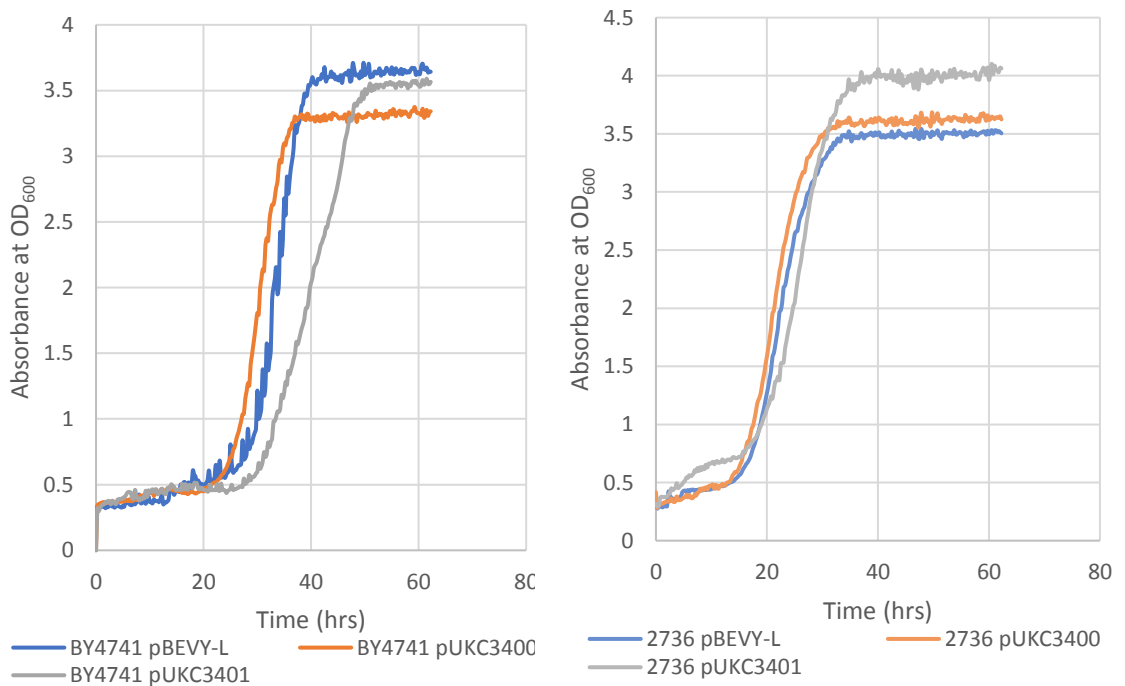 4
3.5
3
2.5
2
1.5
1
0.5
0
Absorbance at OD600
0 20 40 60 80
Time (hrs)
BY4741 pBEVY-L BY4741 pUKC3400
BY4741 pUKC3401
4.5
4
3.5
3
2.5
2
1.5
1
0.5
0
Absorbance at OD600
0 20 40 60 80
Time (hrs)
2736 pBEVY-L 2736 pUKC3400
2736 pUKC3401